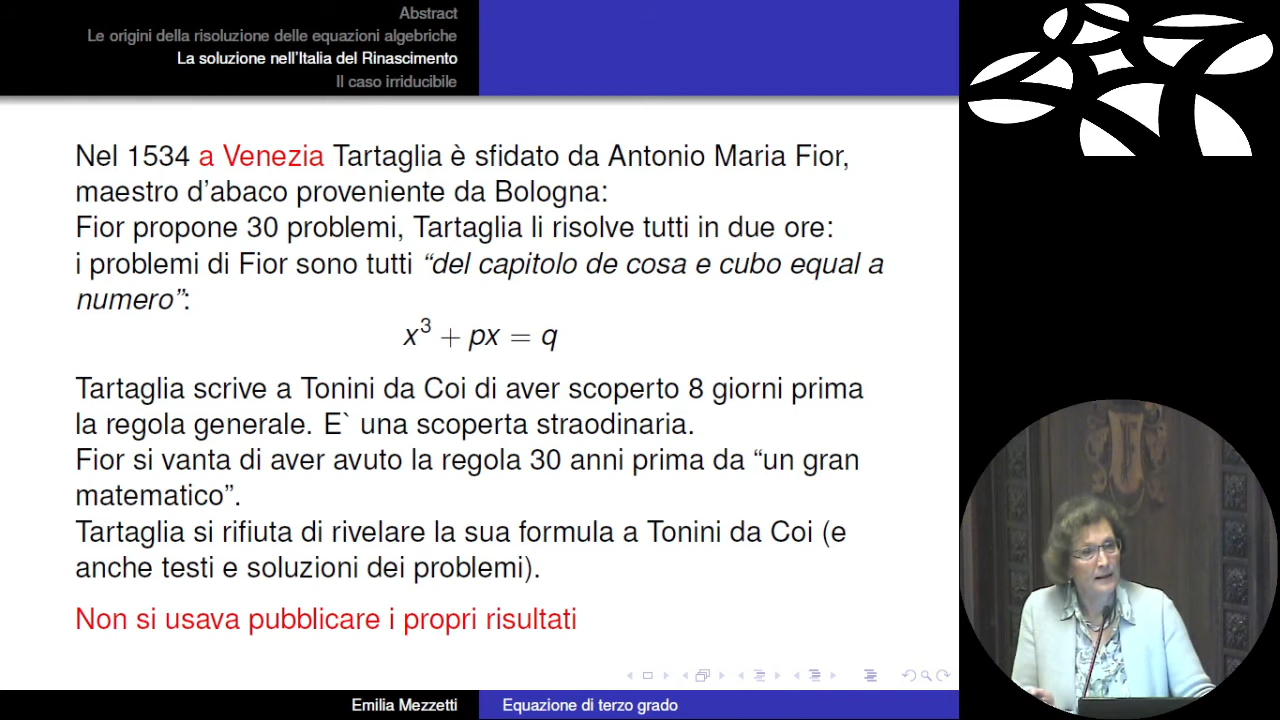 Abstract
Le origini della risoluzione delle equazioni algebriche
La soluzione nell'Italia del Rinascimento
Il caso irriducibile
Nel 1534 a Venezia Tartaglia è sfidato da Antonio Maria Fior,
maestro d'abaco proveniente da Bologna:
Fior propone 30 problemi, Tartaglia li risolve tutti in due ore:
i problemi di Fior sono tutti “del capitolo de cosa e cubo equal a
numero”:
x³ + px = q
Tartaglia scrive a Tonini da Coi di aver scoperto 8 giorni prima
la regola generale. E` una scoperta straodinaria.
Fior si vanta di aver avuto la regola 30 anni prima da “un gran
matematico”.
Tartaglia si rifiuta di rivelare la sua formula a Tonini da Coi (e
anche testi e soluzioni dei problemi).
Non si usava pubblicare i propri risultati
Emilia Mezzetti
Equazione di terzo grado